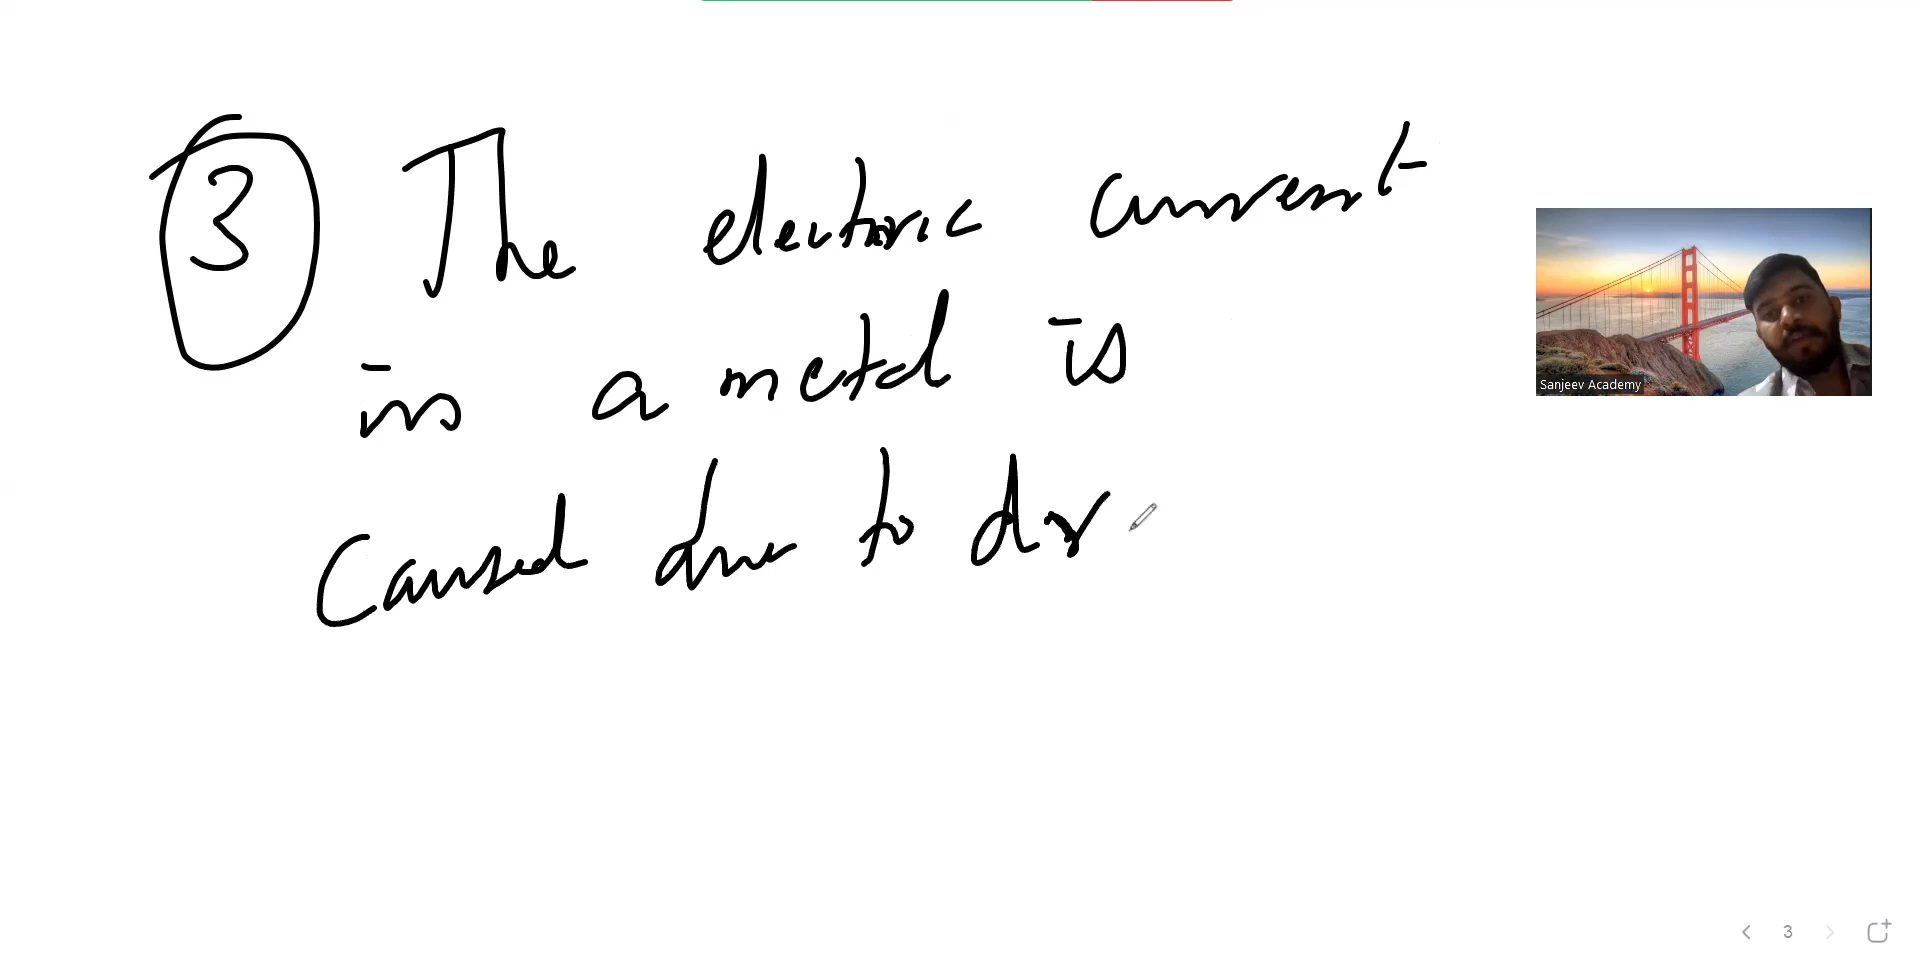 3 The electric current
in a metal is
Caused due to
Sanjeev Academy
3